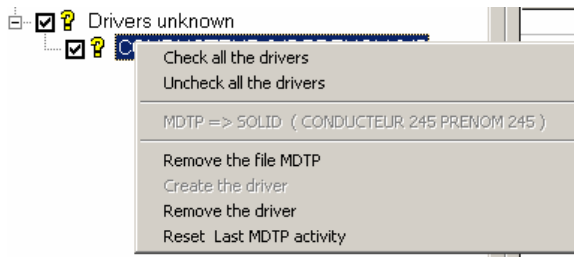 Drivers unknown
Check all the drivers
Uncheck all the drivers
MDTP => SOLID ( CONDUCTEUR 245 PRENOM 245 )
Remove the file MDTP
Create the driver
Remove the driver
Reset Last MDTP activity